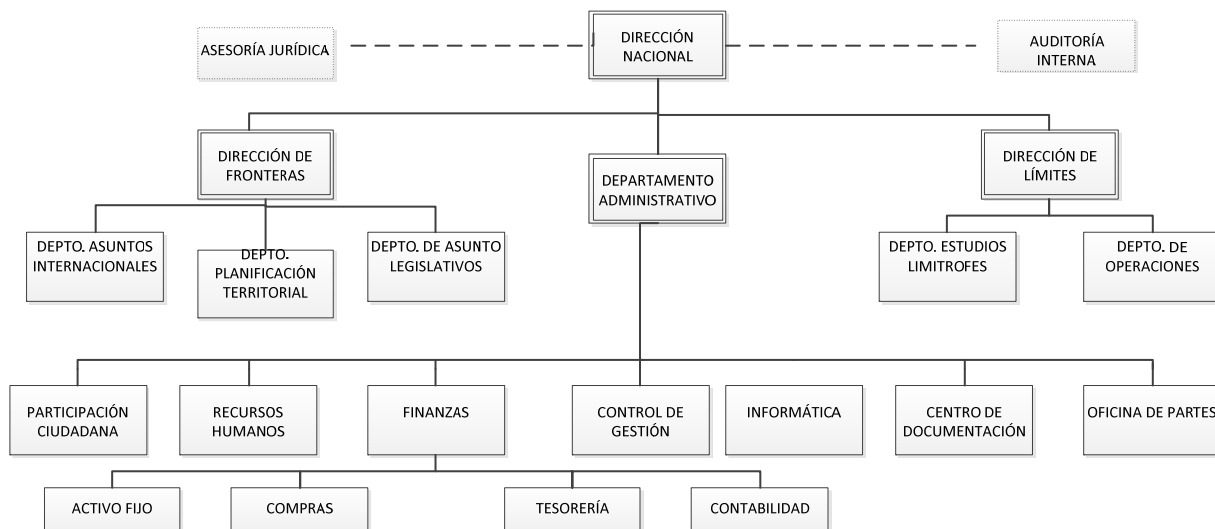 ASESORÍA JURÍDICA
DIRECCIÓN
NACIONAL
AUDITORÍA
INTERNA
DIRECCIÓN DE
FRONTERAS
DEPARTAMENTO
ADMINISTRATIVO
DIRECCIÓN DE
LÍMITES
DEPTO. ASUNTOS
INTERNACIONALES
DEPTO.
PLANIFICACIÓN
TERRITORIAL
DEPTO. DE ASUNTO
LEGISLATIVOS
DEPTO. ESTUDIOS
LIMITROFES
DEPTO. DE
OPERACIONES
PARTICIPACIÓN
CIUDADANA
RECURSOS
HUMANOS
FINANZAS
CONTROL DE
GESTIÓN
INFORMÁTICA
CENTRO DE
DOCUMENTACIÓN
OFICINA DE PARTES
ACTIVO FIJO
COMPRAS
TESORERÍA
CONTABILIDAD